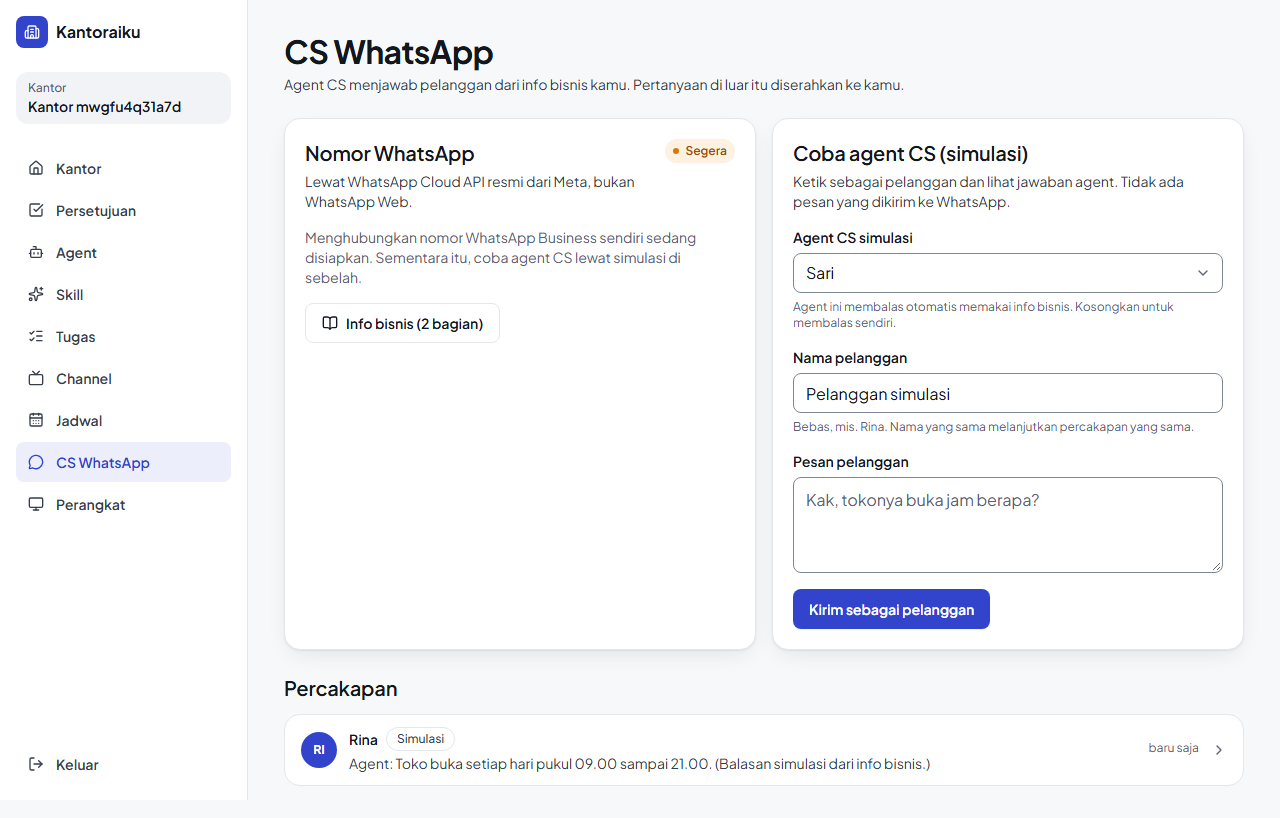 Kantoraiku
Kantor
Kantor mwgfu4q31a7d
Kantor
Persetujuan
Agent
Skill
Tugas
Channel
Jadwal
CS WhatsApp
Perangkat
Keluar
CS WhatsApp
Agent CS menjawab pelanggan dari info bisnis kamu. Pertanyaan di luar itu diserahkan ke kamu.
Nomor WhatsApp
Segera
Lewat WhatsApp Cloud API resmi dari Meta, bukan
WhatsApp Web.
Menghubungkan nomor WhatsApp Business sendiri sedang
disiapkan. Sementara itu, coba agent CS lewat simulasi di
sebelah.
Info bisnis (2 bagian)
Coba agent CS (simulasi)
Ketik sebagai pelanggan dan lihat jawaban agent. Tidak ada
pesan yang dikirim ke WhatsApp.
Agent CS simulasi
Sari
Agent ini membalas otomatis memakai info bisnis. Kosongkan untuk
membalas sendiri.
Nama pelanggan
Pelanggan simulasi
Bebas, mis. Rina. Nama yang sama melanjutkan percakapan yang sama.
Pesan pelanggan
Kak, tokonya buka jam berapa?
Kirim sebagai pelanggan
Percakapan
RI
Rina
Simulasi
Agent: Toko buka setiap hari pukul 09.00 sampai 21.00. (Balasan simulasi dari info bisnis.)
baru saja